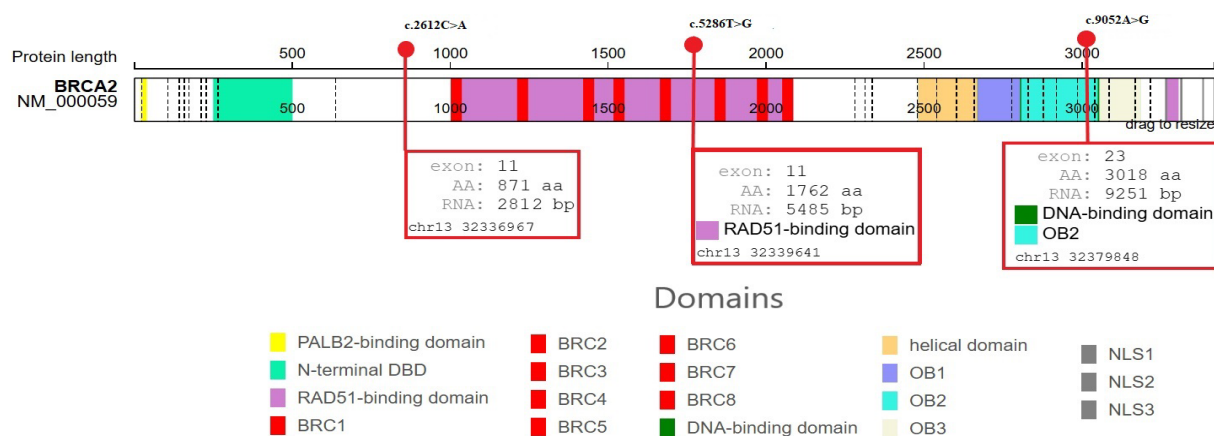 c.2612C>A
c.5286T>G
c.9052A>G
Protein length
500
1000
1500
2000
2500
3000
BRCA2
NM_000059
500
1000
1500
2000
2500
3000
drag to resize
exon: 11
AA: 871 aa
RNA: 2812 bp
chr13 32336967
exon: 11
AA: 1762 aa
RNA: 5485 bp
RAD51-binding domain
chr13 32339641
exon: 23
AA: 3018 aa
RNA: 9251 bp
DNA-binding domain
OB2
chr13 32379848
Domains
PALB2-binding domain
N-terminal DBD
RAD51-binding domain
BRC1
BRC2
BRC3
BRC4
BRC5
BRC6
BRC7
BRC8
DNA-binding domain
helical domain
OB1
OB2
OB3
NLS1
NLS2
NLS3